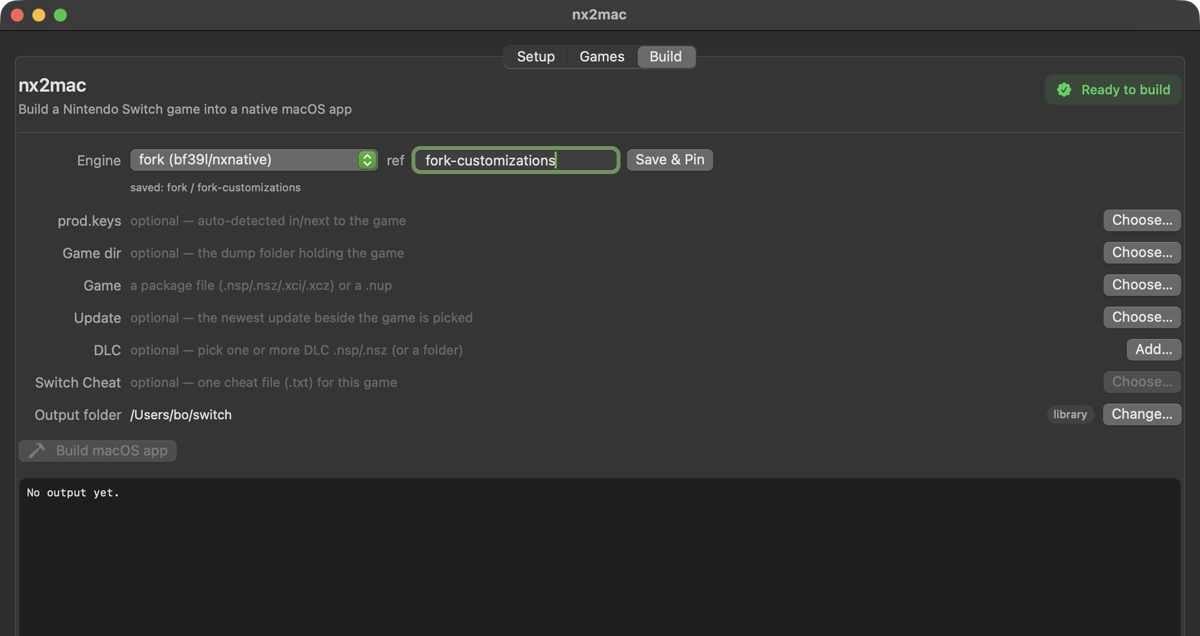 nx2mac
Setup Games Build
nx2mac
Ready to build
Build a Nintendo Switch game into a native macOS app
Engine fork (bf39l/nxnative) ref fork-customizations Save & Pin
saved: fork / fork-customizations
prod.keys optional — auto-detected in/next to the game Choose...
Game dir optional — the dump folder holding the game Choose...
Game a package file (.nsp/.nsz/.xci/.xcz) or a .nup Choose...
Update optional — the newest update beside the game is picked Choose...
DLC optional — pick one or more DLC .nsp/.nsz (or a folder) Add...
Switch Cheat optional — one cheat file (.txt) for this game Choose...
Output folder /Users/bo/switch library Change...
Build macOS app
No output yet.